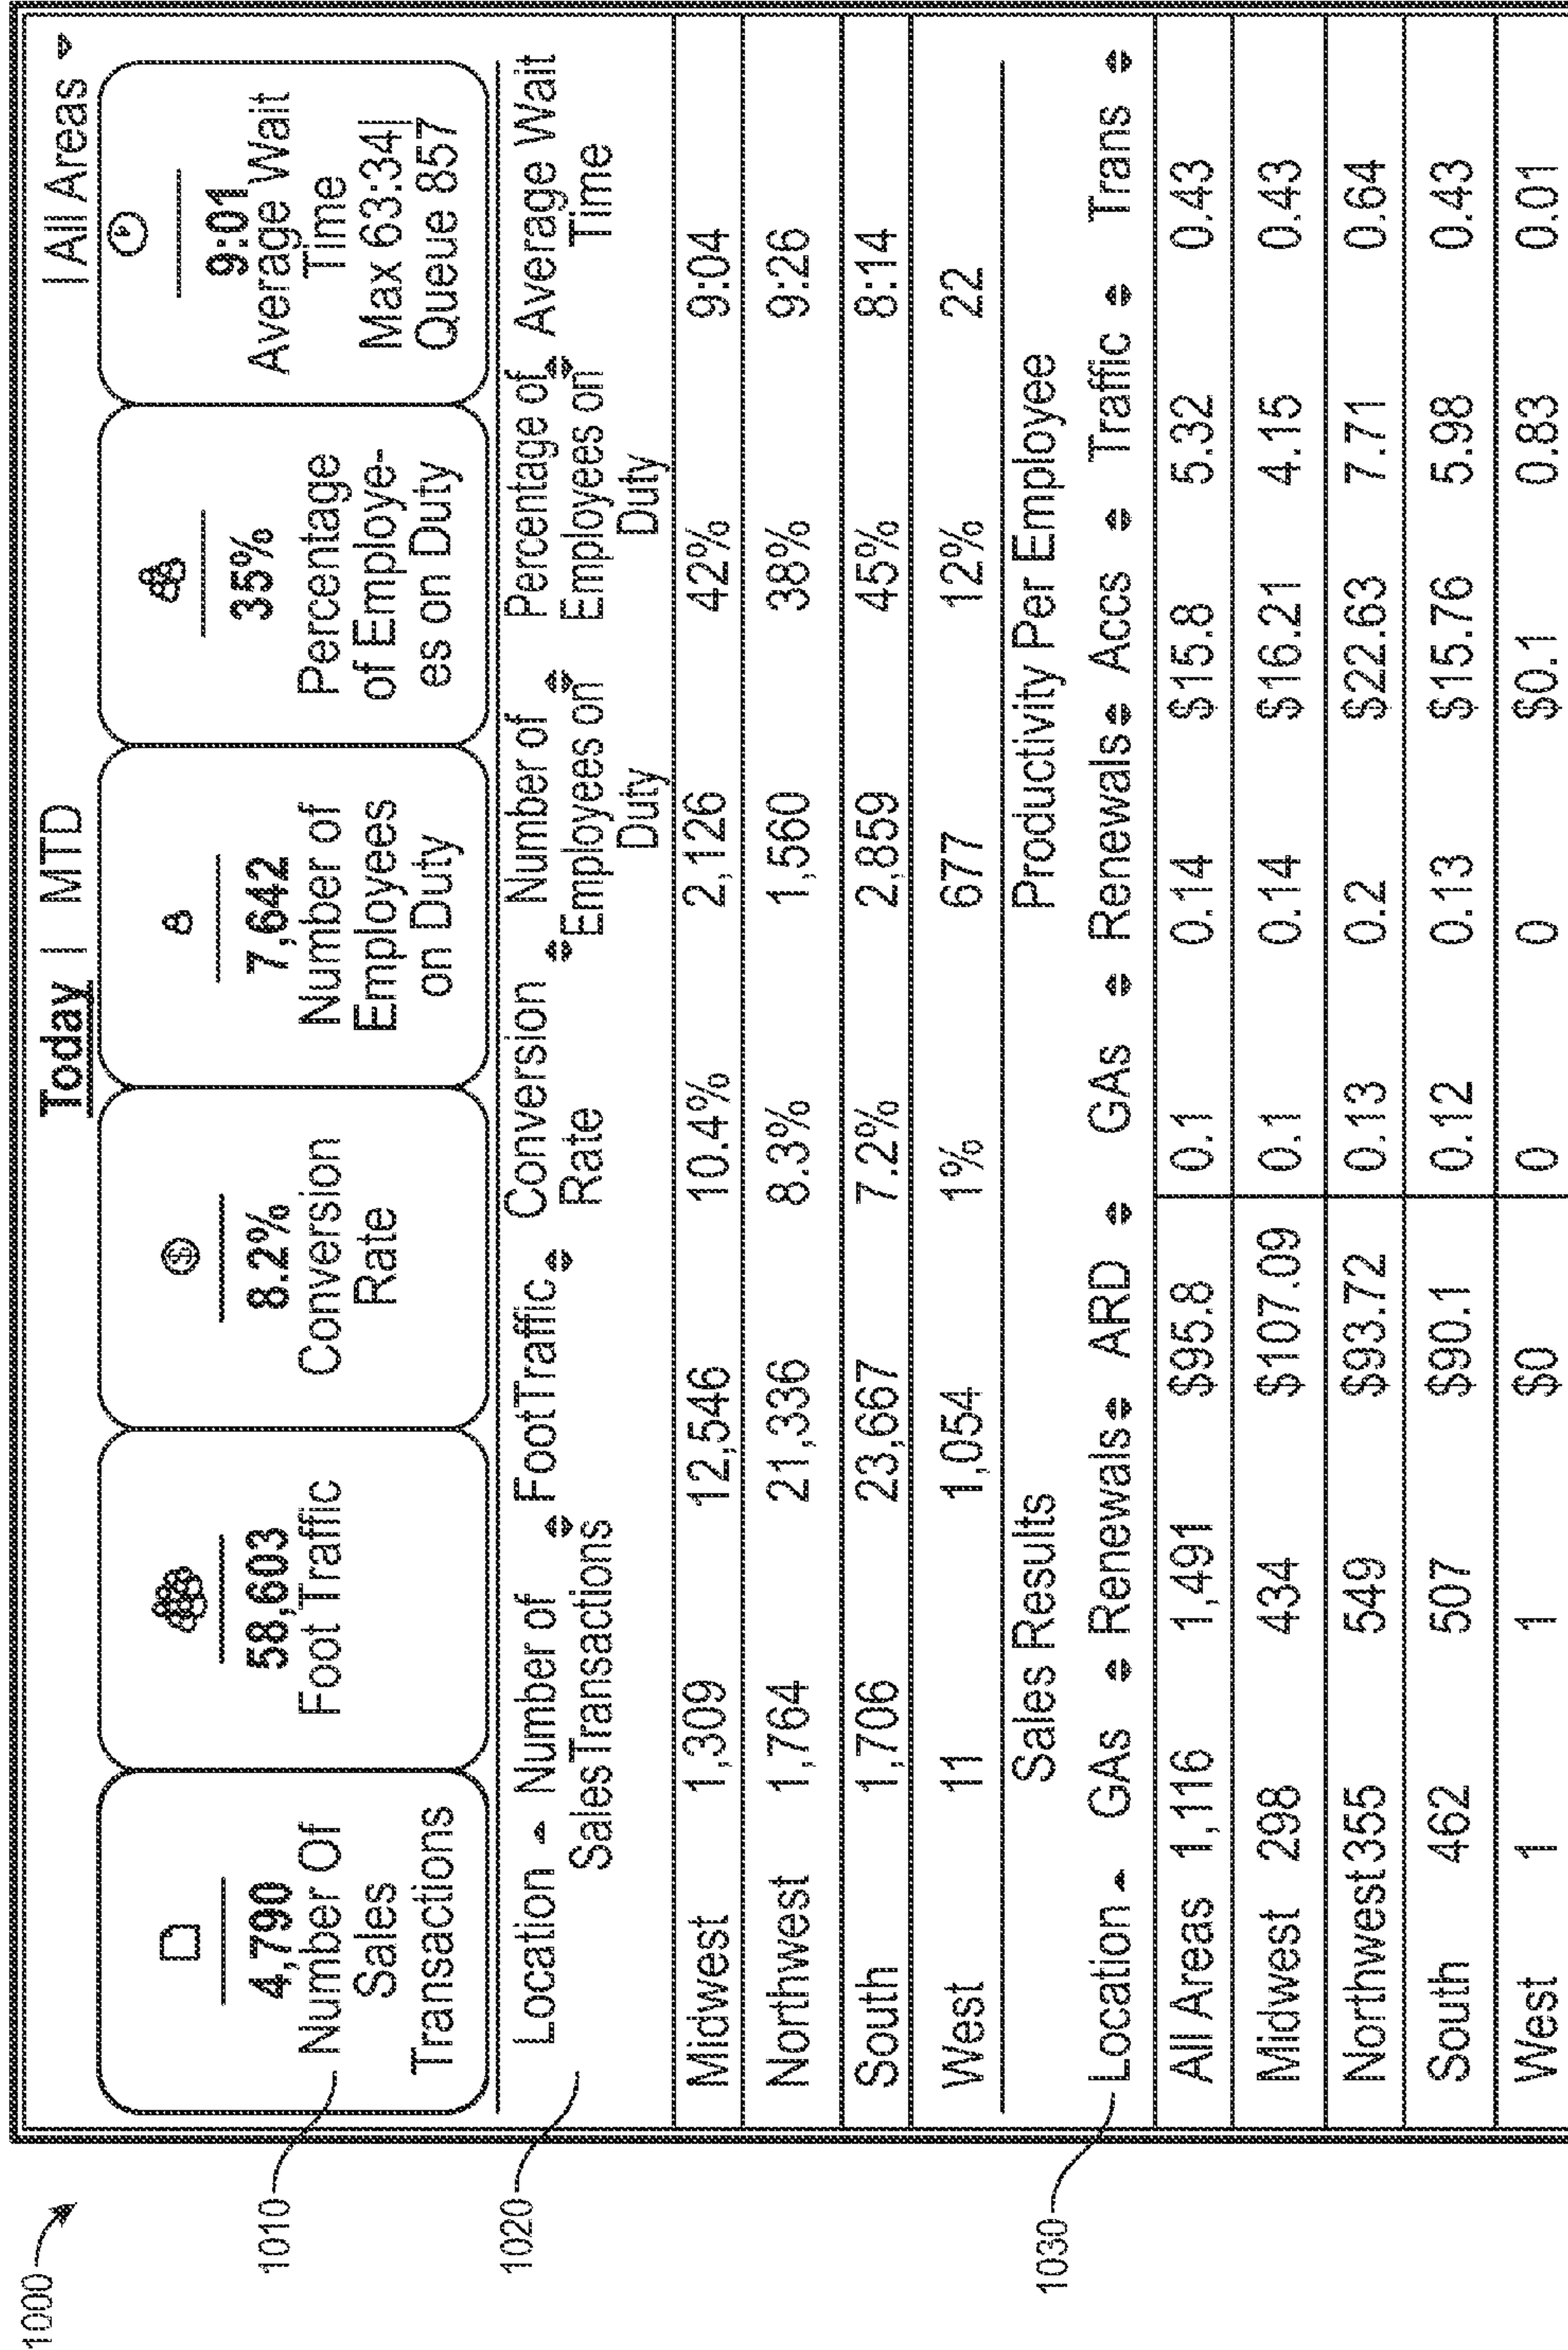 1000
Today | MTD
| All Areas
1010
4,790
Number Of
Sales
Transactions
58,603
Foot Traffic
8.2%
Conversion
Rate
7,642
Number of
Employees
on Duty
35%
Percentage
of Employe-
es on Duty
9:01
Average Wait
Time
Max 63:34|
Queue 857
1020
Location Number of FootTraffic Conversion Number of Percentage of Average Wait
SalesTransactions Rate Employees on Employees on Time
Duty Duty
Midwest 1,309 12,546 10.4% 2,126 42% 9:04
Northwest 1,764 21,336 8.3% 1,560 38% 9:26
South 1,706 23,667 7.2% 2,859 45% 8:14
West 11 1,054 1% 677 12% 22
Sales Results Productivity Per Employee
1030
Location GAs Renewals ARD GAs Renewals Accs Traffic Trans
All Areas 1,116 1,491 $95.8 0.1 0.14 $15.8 5.32 0.43
Midwest 298 434 $107.09 0.1 0.14 $16.21 4.15 0.43
Northwest 355 549 $93.72 0.13 0.2 $22.63 7.71 0.64
South 462 507 $90.1 0.12 0.13 $15.76 5.98 0.43
West 1 1 $0 0 0 $0.1 0.83 0.01